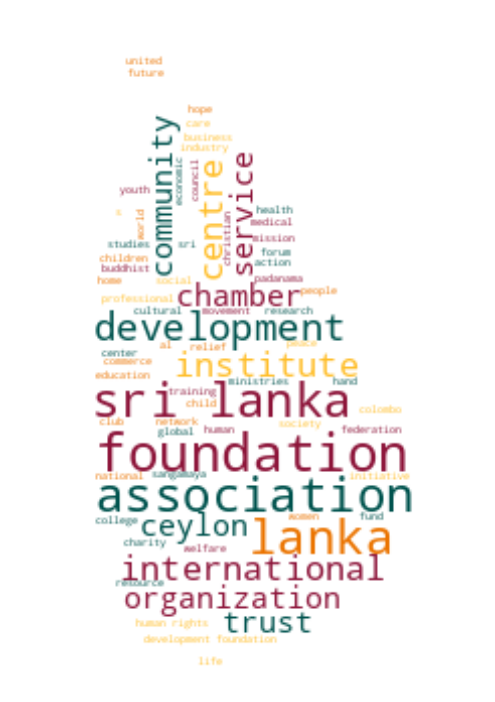 united
future
hope
care
business
industry
community
economic
council
centre
christian
service
youth
s
world
health
medical
mission
studies
sri
forum
action
children
buddhist
home
social
padanama
people
professional
chamber
cultural
movement
research
development
al
relief
peace
center
commerce
institute
education
ministries
hand
sri lanka
training
child
colombo
club
network
society
global
human
federation
foundation
national
sangamaya
initiative
association
college
ceylon
women
fund
lanka
charity
welfare
international
resource
organization
human rights
trust
development foundation
life